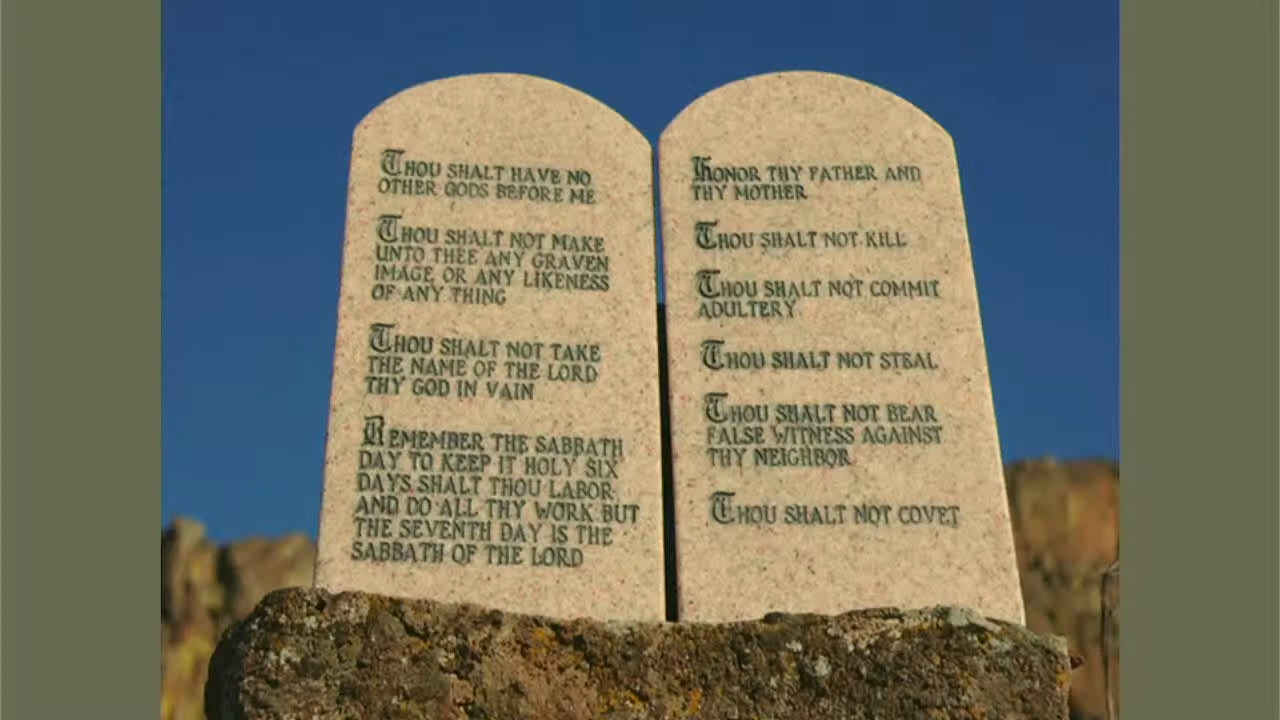 THOU SHALT HAVE NO
OTHER GODS BEFORE ME
THOU SHALT NOT MAKE
UNTO THEE ANY GRAVEN
IMAGE OR ANY LIKENESS
OF ANY THING
THOU SHALT NOT TAKE
THE NAME OF THE LORD
THY GOD IN VAIN
REMEMBER THE SABBATH
DAY TO KEEP IT HOLY SIX
DAYS SHALT THOU LABOR
AND DO ALL THY WORK BUT
THE SEVENTH DAY IS THE
SABBATH OF THE LORD
HONOR THY FATHER AND
THY MOTHER
THOU SHALT NOT KILL
THOU SHALT NOT COMMIT
ADULTERY
THOU SHALT NOT STEAL
THOU SHALT NOT BEAR
FALSE WITNESS AGAINST
THY NEIGHBOR
THOU SHALT NOT COVET